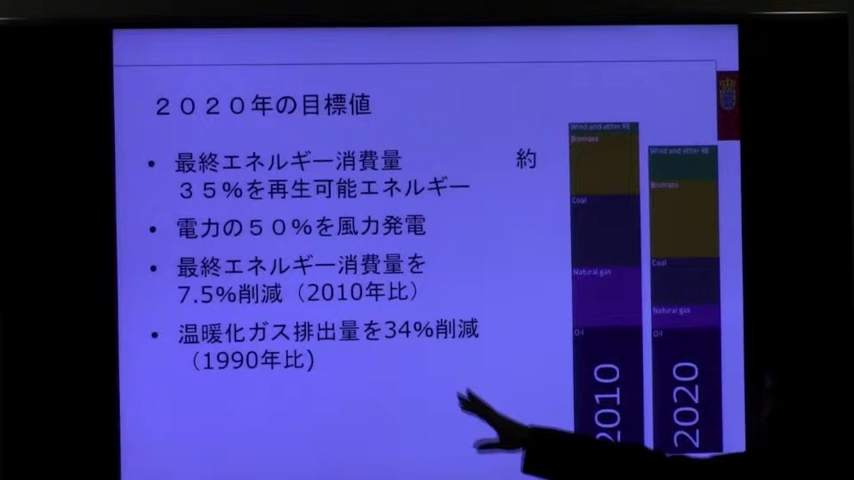 ２０２０年の目標値
• 最終エネルギー消費量 約
３５%を再生可能エネルギー
• 電力の５０%を風力発電
• 最終エネルギー消費量を
7.5%削減（2010年比）
• 温暖化ガス排出量を34%削減
（1990年比)
Wind and other RE
Biomass
Coal
Natural gas
Oil
2010
Wind and other RE
Biomass
Coal
Natural gas
Oil
2020